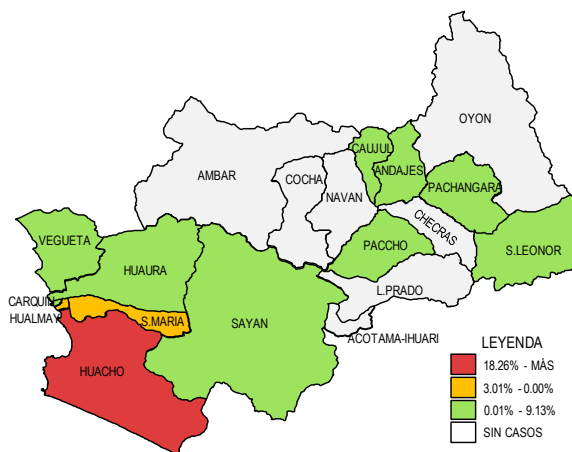 OYON
CAUJUL
ANDAJES
AMBAR
COCHA
NAVAN
PACHANGARA
CHECRAS
VEGUETA
PACCHO
S.LEONOR
HUAURA
L.PRADO
CARQUIN
HUALMAY
S.MARIA
SAYAN
ACOTAMA-IHUARI
HUACHO
LEYENDA
18.26% - MÁS
3.01% - 0.00%
0.01% - 9.13%
SIN CASOS